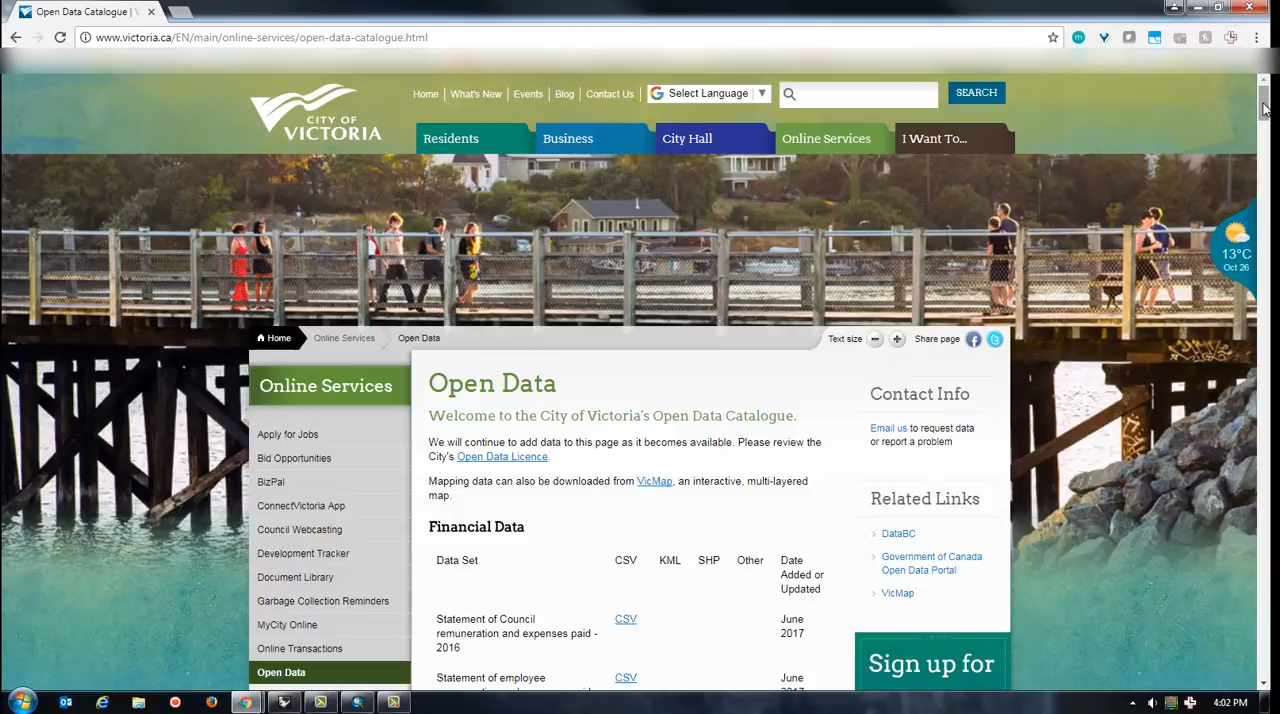 Open Data Catalogue |
www.victoria.ca/EN/main/online-services/open-data-catalogue.html
CITY OF
VICTORIA
Home
What's New
Events
Blog
Contact Us
Select Language
SEARCH
Residents
Business
City Hall
Online Services
I Want To...
13°C
Oct 26
Home
Online Services
Open Data
Text size
Share page
Online Services
Apply for Jobs
Bid Opportunities
BizPal
ConnectVictoria App
Council Webcasting
Development Tracker
Document Library
Garbage Collection Reminders
MyCity Online
Online Transactions
Open Data
Open Data
Welcome to the City of Victoria's Open Data Catalogue.
We will continue to add data to this page as it becomes available. Please review the
City's Open Data Licence.
Mapping data can also be downloaded from VicMap, an interactive, multi-layered
map.
Financial Data
Data Set CSV KML SHP Other Date
Added or
Updated
Statement of Council CSV June
remuneration and expenses paid - 2017
2016
Statement of employee CSV June
Contact Info
Email us to request data
or report a problem
Related Links
DataBC
Government of Canada
Open Data Portal
VicMap
Sign up for
4:02 PM